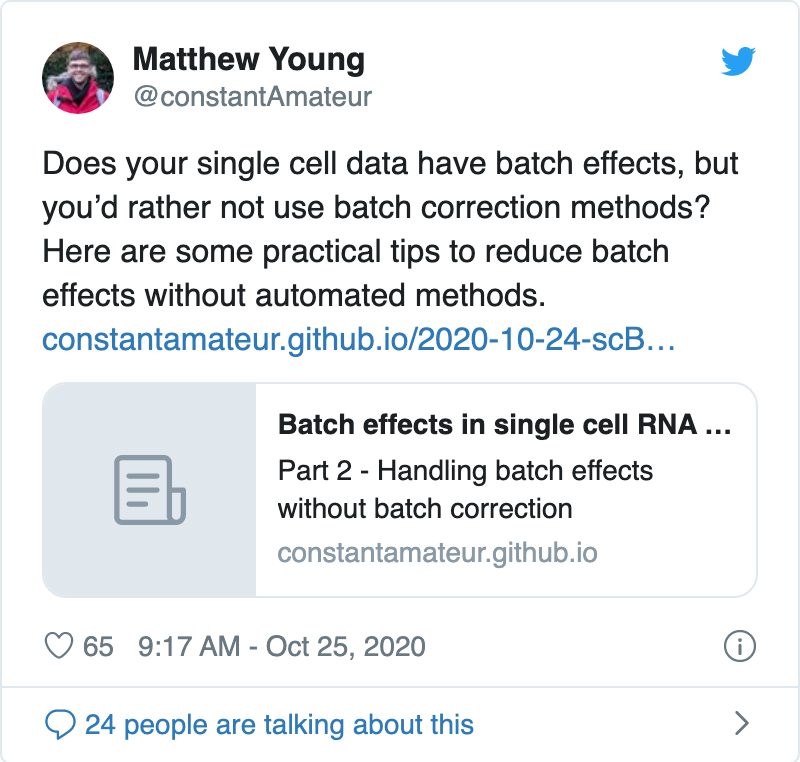 Matthew Young
@constantAmateur
Does your single cell data have batch effects, but
you’d rather not use batch correction methods?
Here are some practical tips to reduce batch
effects without automated methods.
constantamateur.github.io/2020-10-24-scB…
Batch effects in single cell RNA ...
Part 2 - Handling batch effects
without batch correction
constantamateur.github.io
65 9:17 AM - Oct 25, 2020
24 people are talking about this